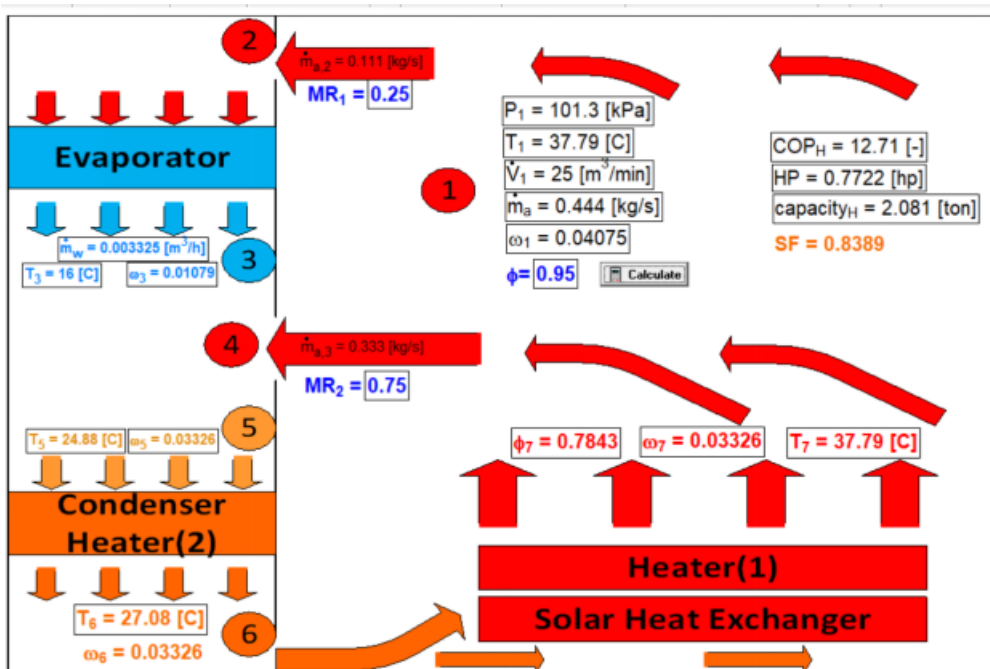 2
ṁa,2 = 0.111 [kg/s]
MR1 = 0.25
P1 = 101.3 [kPa]
T1 = 37.79 [C]
V̇1 = 25 [m³/min]
ṁa = 0.444 [kg/s]
ω1 = 0.04075
ϕ= 0.95
Calculate
1
COPH = 12.71 [-]
HP = 0.7722 [hp]
capacityH = 2.081 [ton]
SF = 0.8389
Evaporator
ṁw = 0.003325 [m³/h]
T3 = 16 [C]
ω3 = 0.01079
3
4
ṁa,3 = 0.333 [kg/s]
MR2 = 0.75
5
T5 = 24.88 [C]
ω5 = 0.03326
ϕ7 = 0.7843
ω7 = 0.03326
T7 = 37.79 [C]
Condenser
Heater(2)
Heater(1)
Solar Heat Exchanger
T6 = 27.08 [C]
ω6 = 0.03326
6